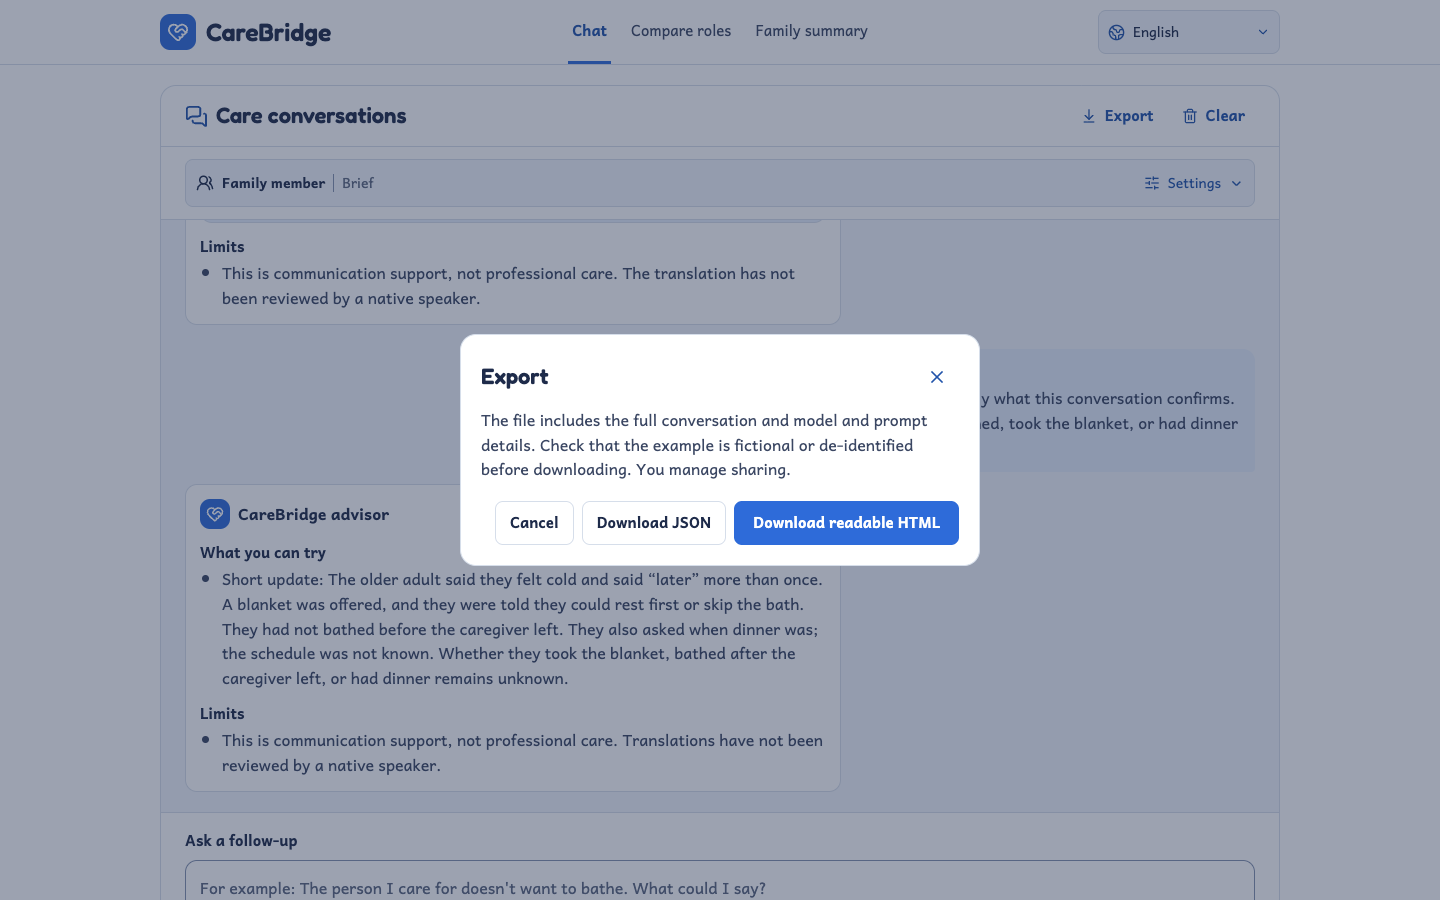 CareBridge
Chat
Compare roles
Family summary
English
Care conversations
Export
Clear
Family member
Brief
Settings
Limits
This is communication support, not professional care. The translation has not
been reviewed by a native speaker.
what this conversation confirms.
took the blanket, or had dinner
Export
The file includes the full conversation and model and prompt
details. Check that the example is fictional or de-identified
before downloading. You manage sharing.
Cancel
Download JSON
Download readable HTML
CareBridge advisor
What you can try
Short update: The older adult said they felt cold and said “later” more than once.
A blanket was offered, and they were told they could rest first or skip the bath.
They had not bathed before the caregiver left. They also asked when dinner was;
the schedule was not known. Whether they took the blanket, bathed after the
caregiver left, or had dinner remains unknown.
Limits
This is communication support, not professional care. Translations have not been
reviewed by a native speaker.
Ask a follow-up
For example: The person I care for doesn't want to bathe. What could I say?